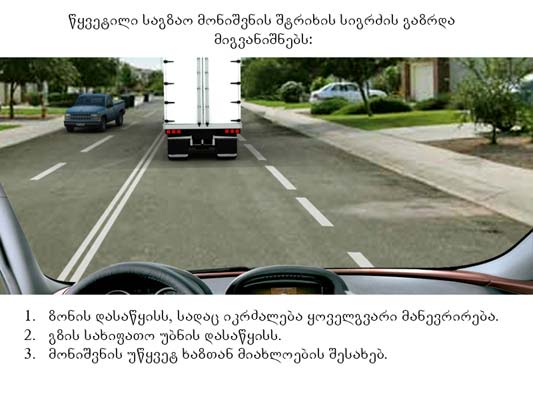 წყვეტილი საგზაო მონიშვნის შტრიხის სიგრძის გაზრდა
მიგვანიშნებს:
1. ზონის დასაწყისს, სადაც იკრძალება ყოველგვარი მანევრირება.
2. გზის სახიფათო უბნის დასაწყისს.
3. მონიშვნის უწყვეტ ხაზთან მიახლოების შესახებ.